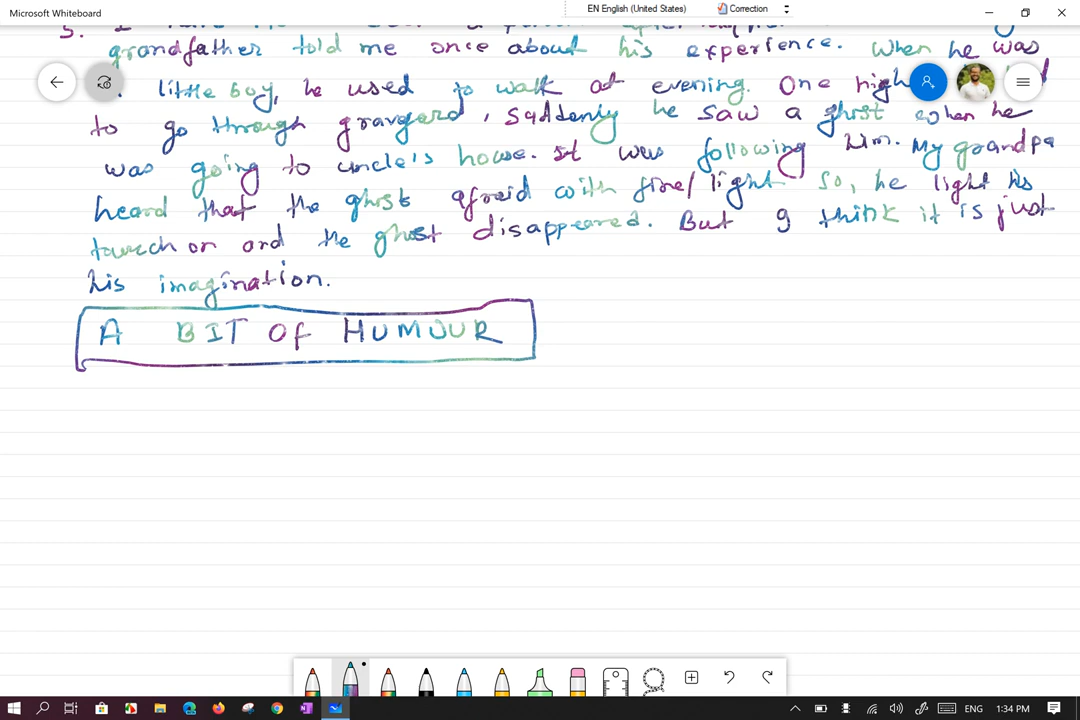 Microsoft Whiteboard
EN English (United States)
Correction
5.
grandfather told me once about his experience. When he was
little boy, he used to walk at evening. One nigh
to go through gravgard, suddenly he saw a ghost when he
was going to uncle's house. It was following him. My grandpa
heard that the ghost afraid with fire/light so, he light his
on and the ghost disappeared. But I think it is just
his imagination.
A BIT OF HUMUUR
ENG
1:34 PM